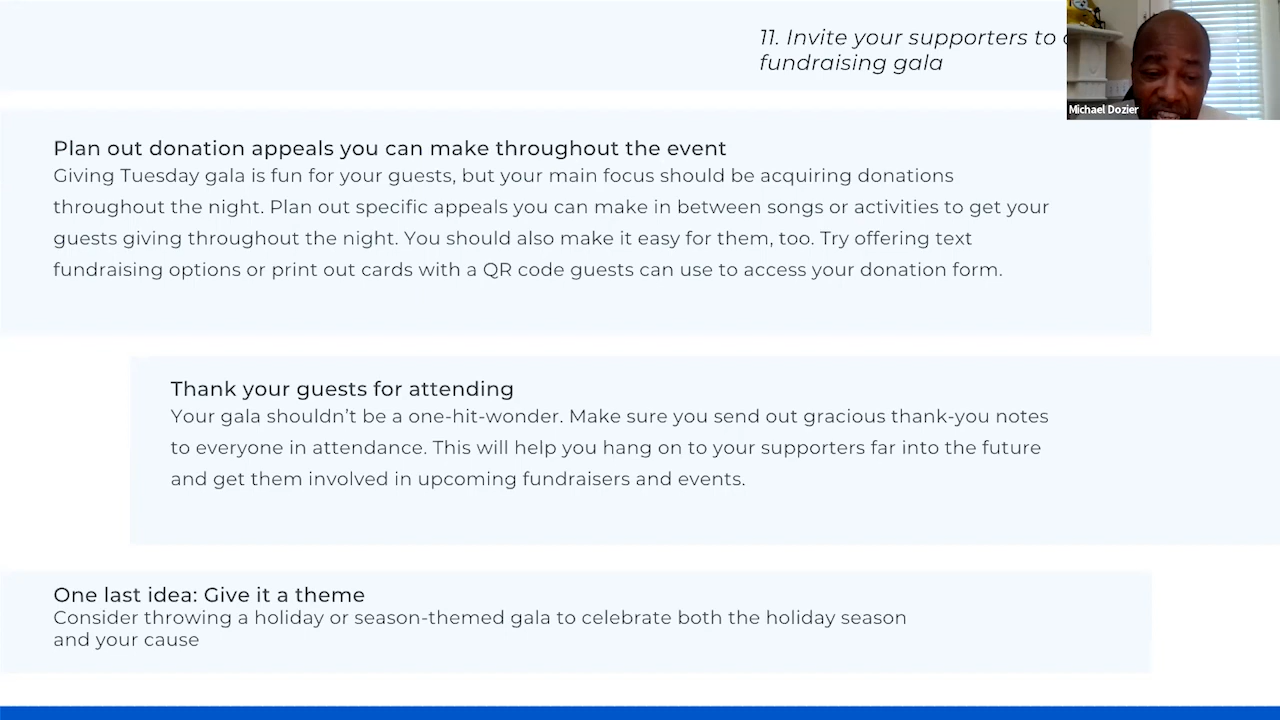 11. Invite your supporters to
fundraising gala
Michael Dozier
Plan out donation appeals you can make throughout the event
Giving Tuesday gala is fun for your guests, but your main focus should be acquiring donations
throughout the night. Plan out specific appeals you can make in between songs or activities to get your
guests giving throughout the night. You should also make it easy for them, too. Try offering text
fundraising options or print out cards with a QR code guests can use to access your donation form.
Thank your guests for attending
Your gala shouldn’t be a one-hit-wonder. Make sure you send out gracious thank-you notes
to everyone in attendance. This will help you hang on to your supporters far into the future
and get them involved in upcoming fundraisers and events.
One last idea: Give it a theme
Consider throwing a holiday or season-themed gala to celebrate both the holiday season
and your cause